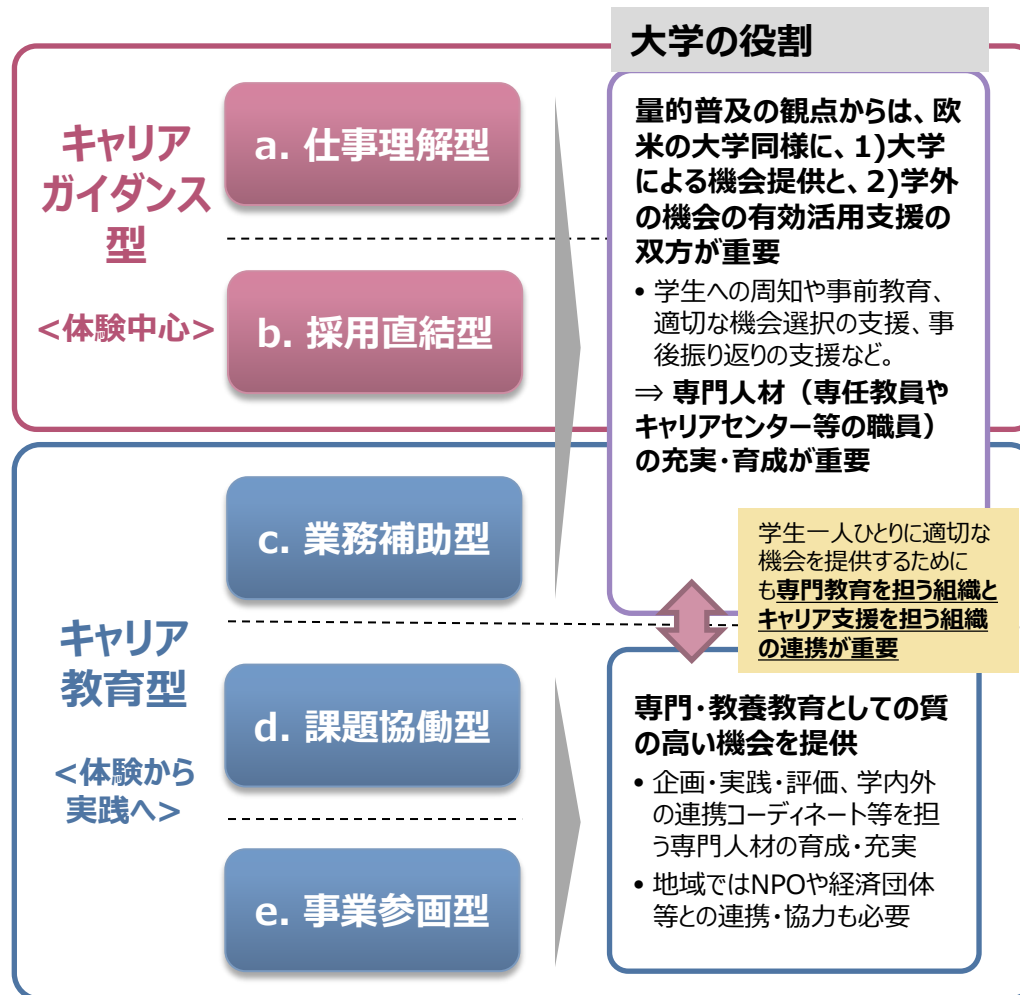 大学の役割
キャリア
ガイダンス
型
<体験中心>
a. 仕事理解型
b. 採用直結型
量的普及の観点からは、欧
米の大学同様に、1)大学
による機会提供と、2)学外
の機会の有効活用支援の
双方が重要
• 学生への周知や事前教育、
適切な機会選択の支援、事
後振り返りの支援など。
⇒ 専門人材（専任教員や
キャリアセンター等の職員）
の充実・育成が重要
キャリア
教育型
<体験から
実践へ>
c. 業務補助型
d. 課題協働型
e. 事業参画型
学生一人ひとりに適切な
機会を提供するために
も専門教育を担う組織と
キャリア支援を担う組織
の連携が重要
専門・教養教育としての質
の高い機会を提供
• 企画・実践・評価、学内外
の連携コーディネート等を担
う専門人材の育成・充実
• 地域ではNPOや経済団体
等との連携・協力も必要